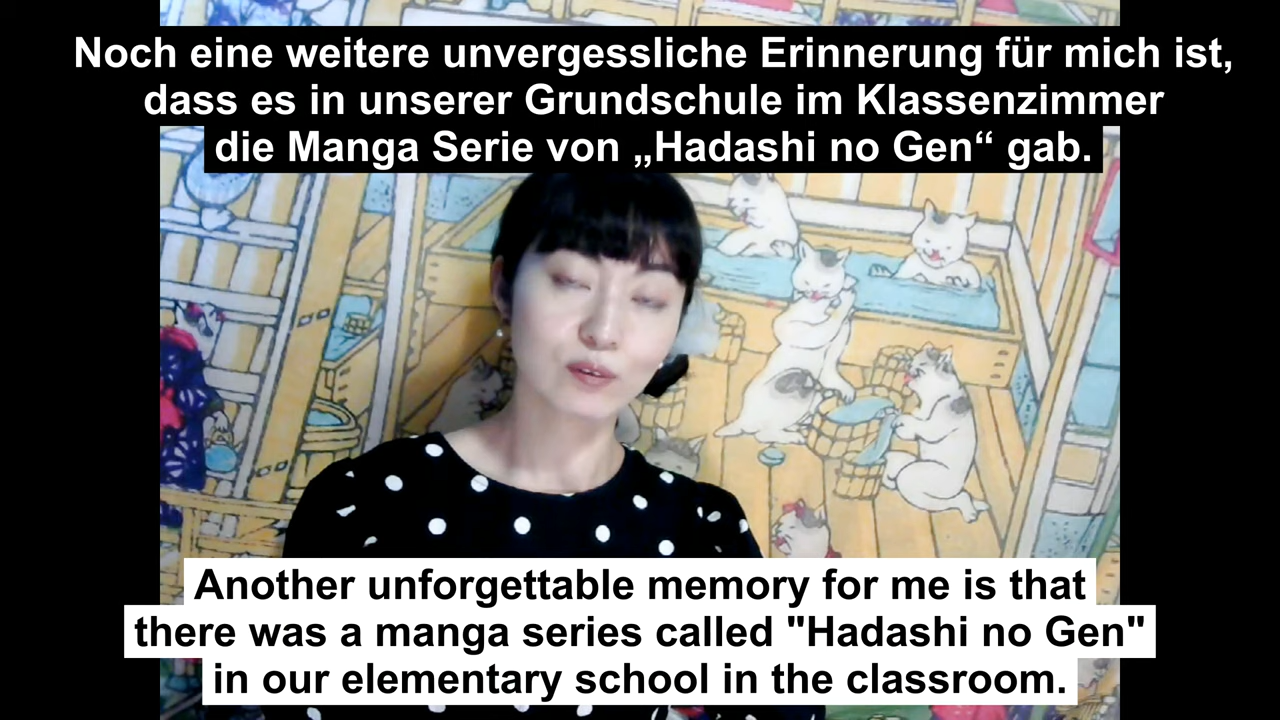 Noch eine weitere unvergessliche Erinnerung für mich ist,
dass es in unserer Grundschule im Klassenzimmer
die Manga Serie von „Hadashi no Gen“ gab.
Another unforgettable memory for me is that
there was a manga series called "Hadashi no Gen"
in our elementary school in the classroom.